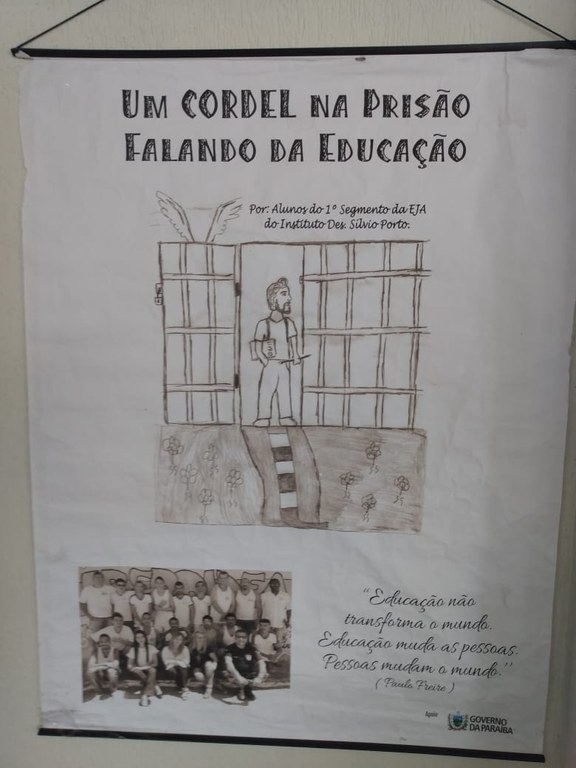 Um CORDEL na Prisão
Falando da Educação
Por: Alunos do 1º Segmento da EJA
do Instituto Des. Sílvio Porto.
"Educação não
transforma o mundo.
Educação muda as pessoas.
Pessoas mudam o mundo."
( Paulo Freire )
Apoio
GOVERNO
DA PARAÍBA